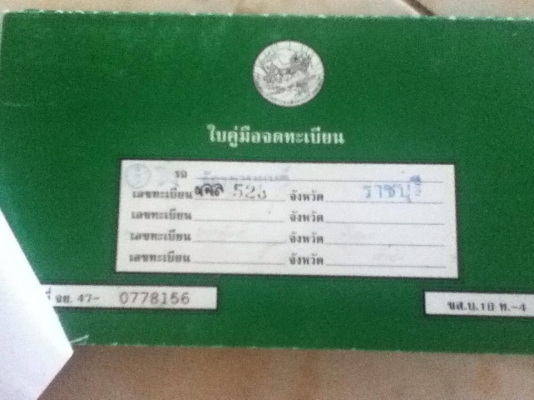 ใบคู่มือจดทะเบียน
รถ
เลขทะเบียน 523 จังหวัด ราชบุรี
เลขทะเบียน จังหวัด
เลขทะเบียน จังหวัด
เลขทะเบียน จังหวัด
ที่ จย. 47- 0778156
ขส.บ.10 พ.-4